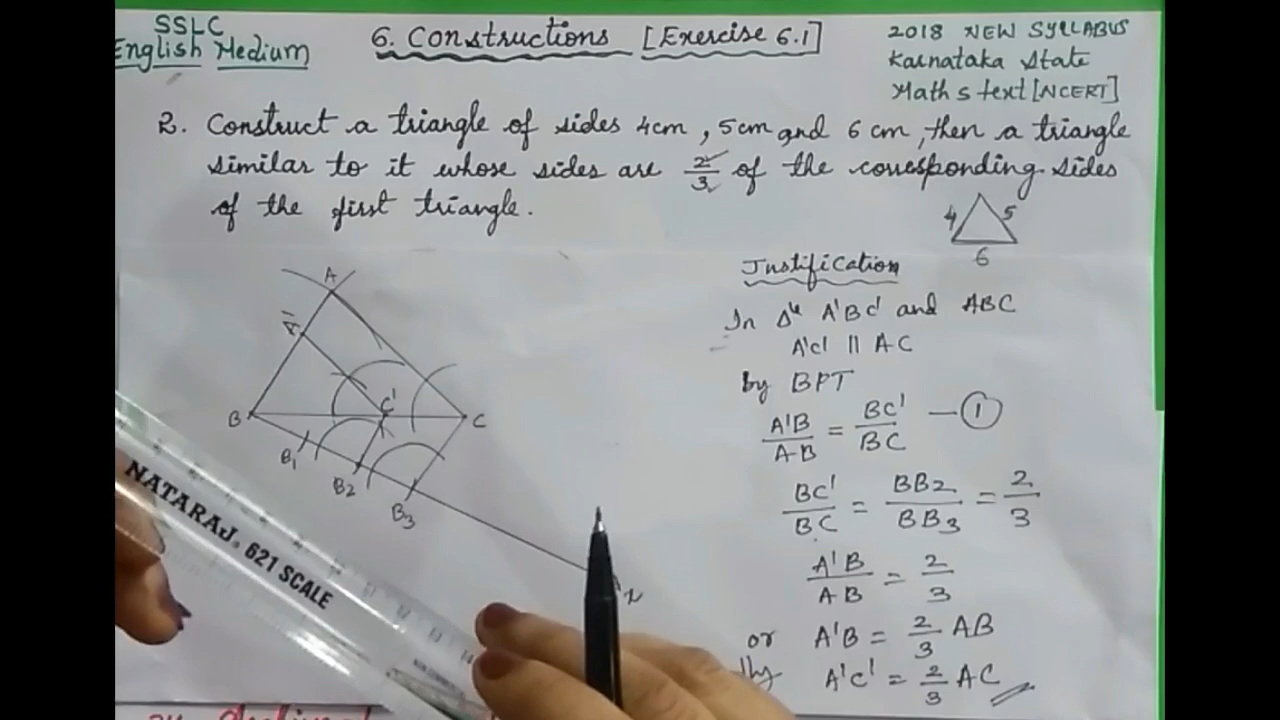 SSLC
English Medium
6. Constructions [Exercise 6.1]
2018 NEW SYLLABUS
Karnataka State
Maths text [NCERT]
2. Construct a triangle of sides 4cm, 5cm and 6 cm, then a triangle
similar to it whose sides are 2/3 of the corresponding sides
of the first triangle.
4 5
6
A
A'
B C' C
B1
B2
B3
Justification
In Δle A'BC' and ABC
A'C' || AC
by BPT
A'B/AB = BC'/BC — ①
BC'/BC = BB2/BB3 = 2/3
A'B/AB = 2/3
or A'B = 2/3 AB
lly A'C' = 2/3 AC
NATARAJ. 621 SCALE